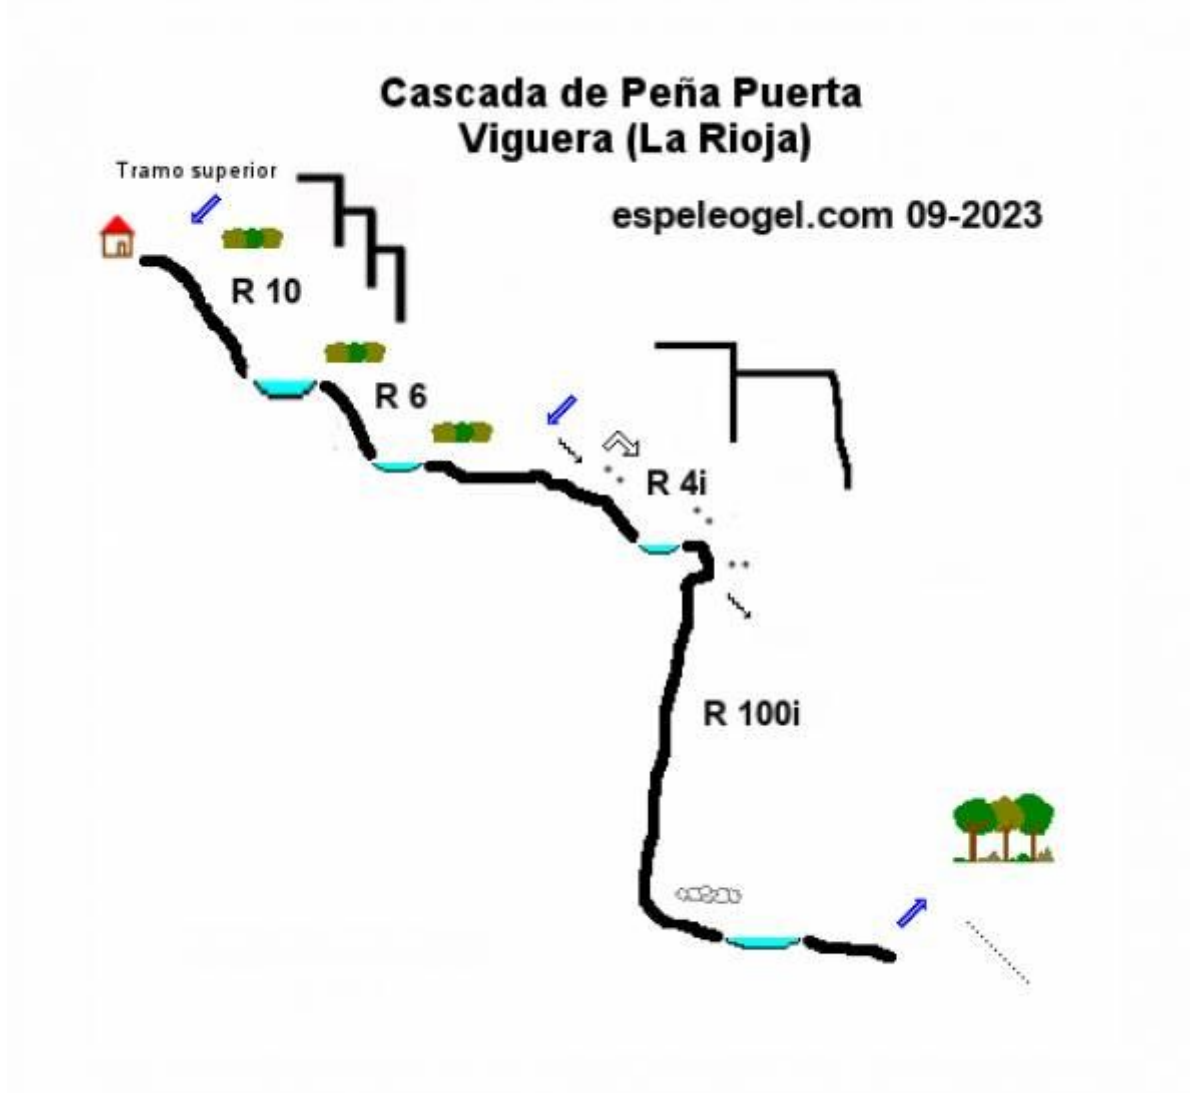 Cascada de Peña Puerta
Viguera (La Rioja)
Tramo superior
espeleogel.com 09-2023
R 10
R 6
R 4i
R 100i